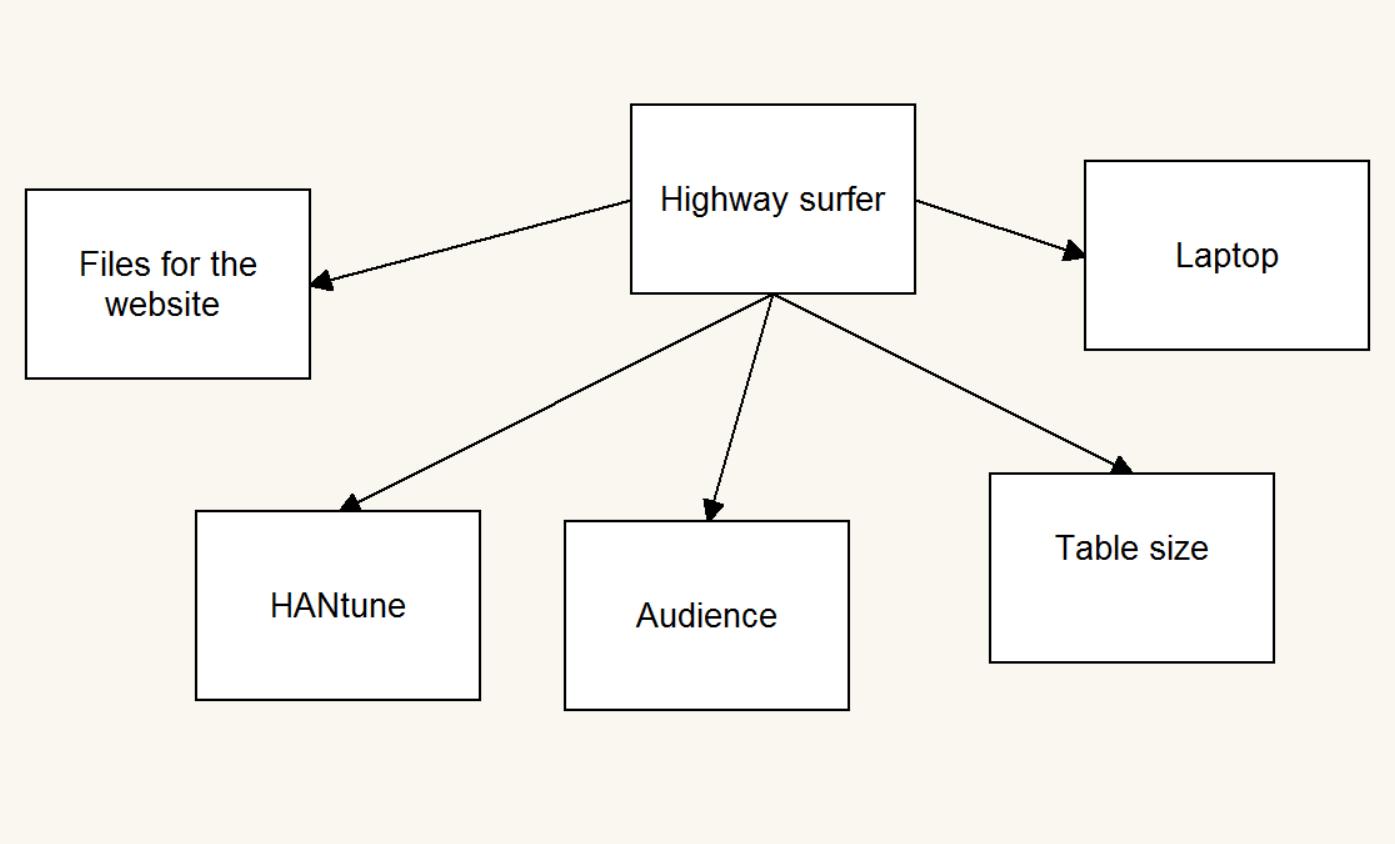 Highway surfer
Files for the
website
Laptop
HANtune
Audience
Table size